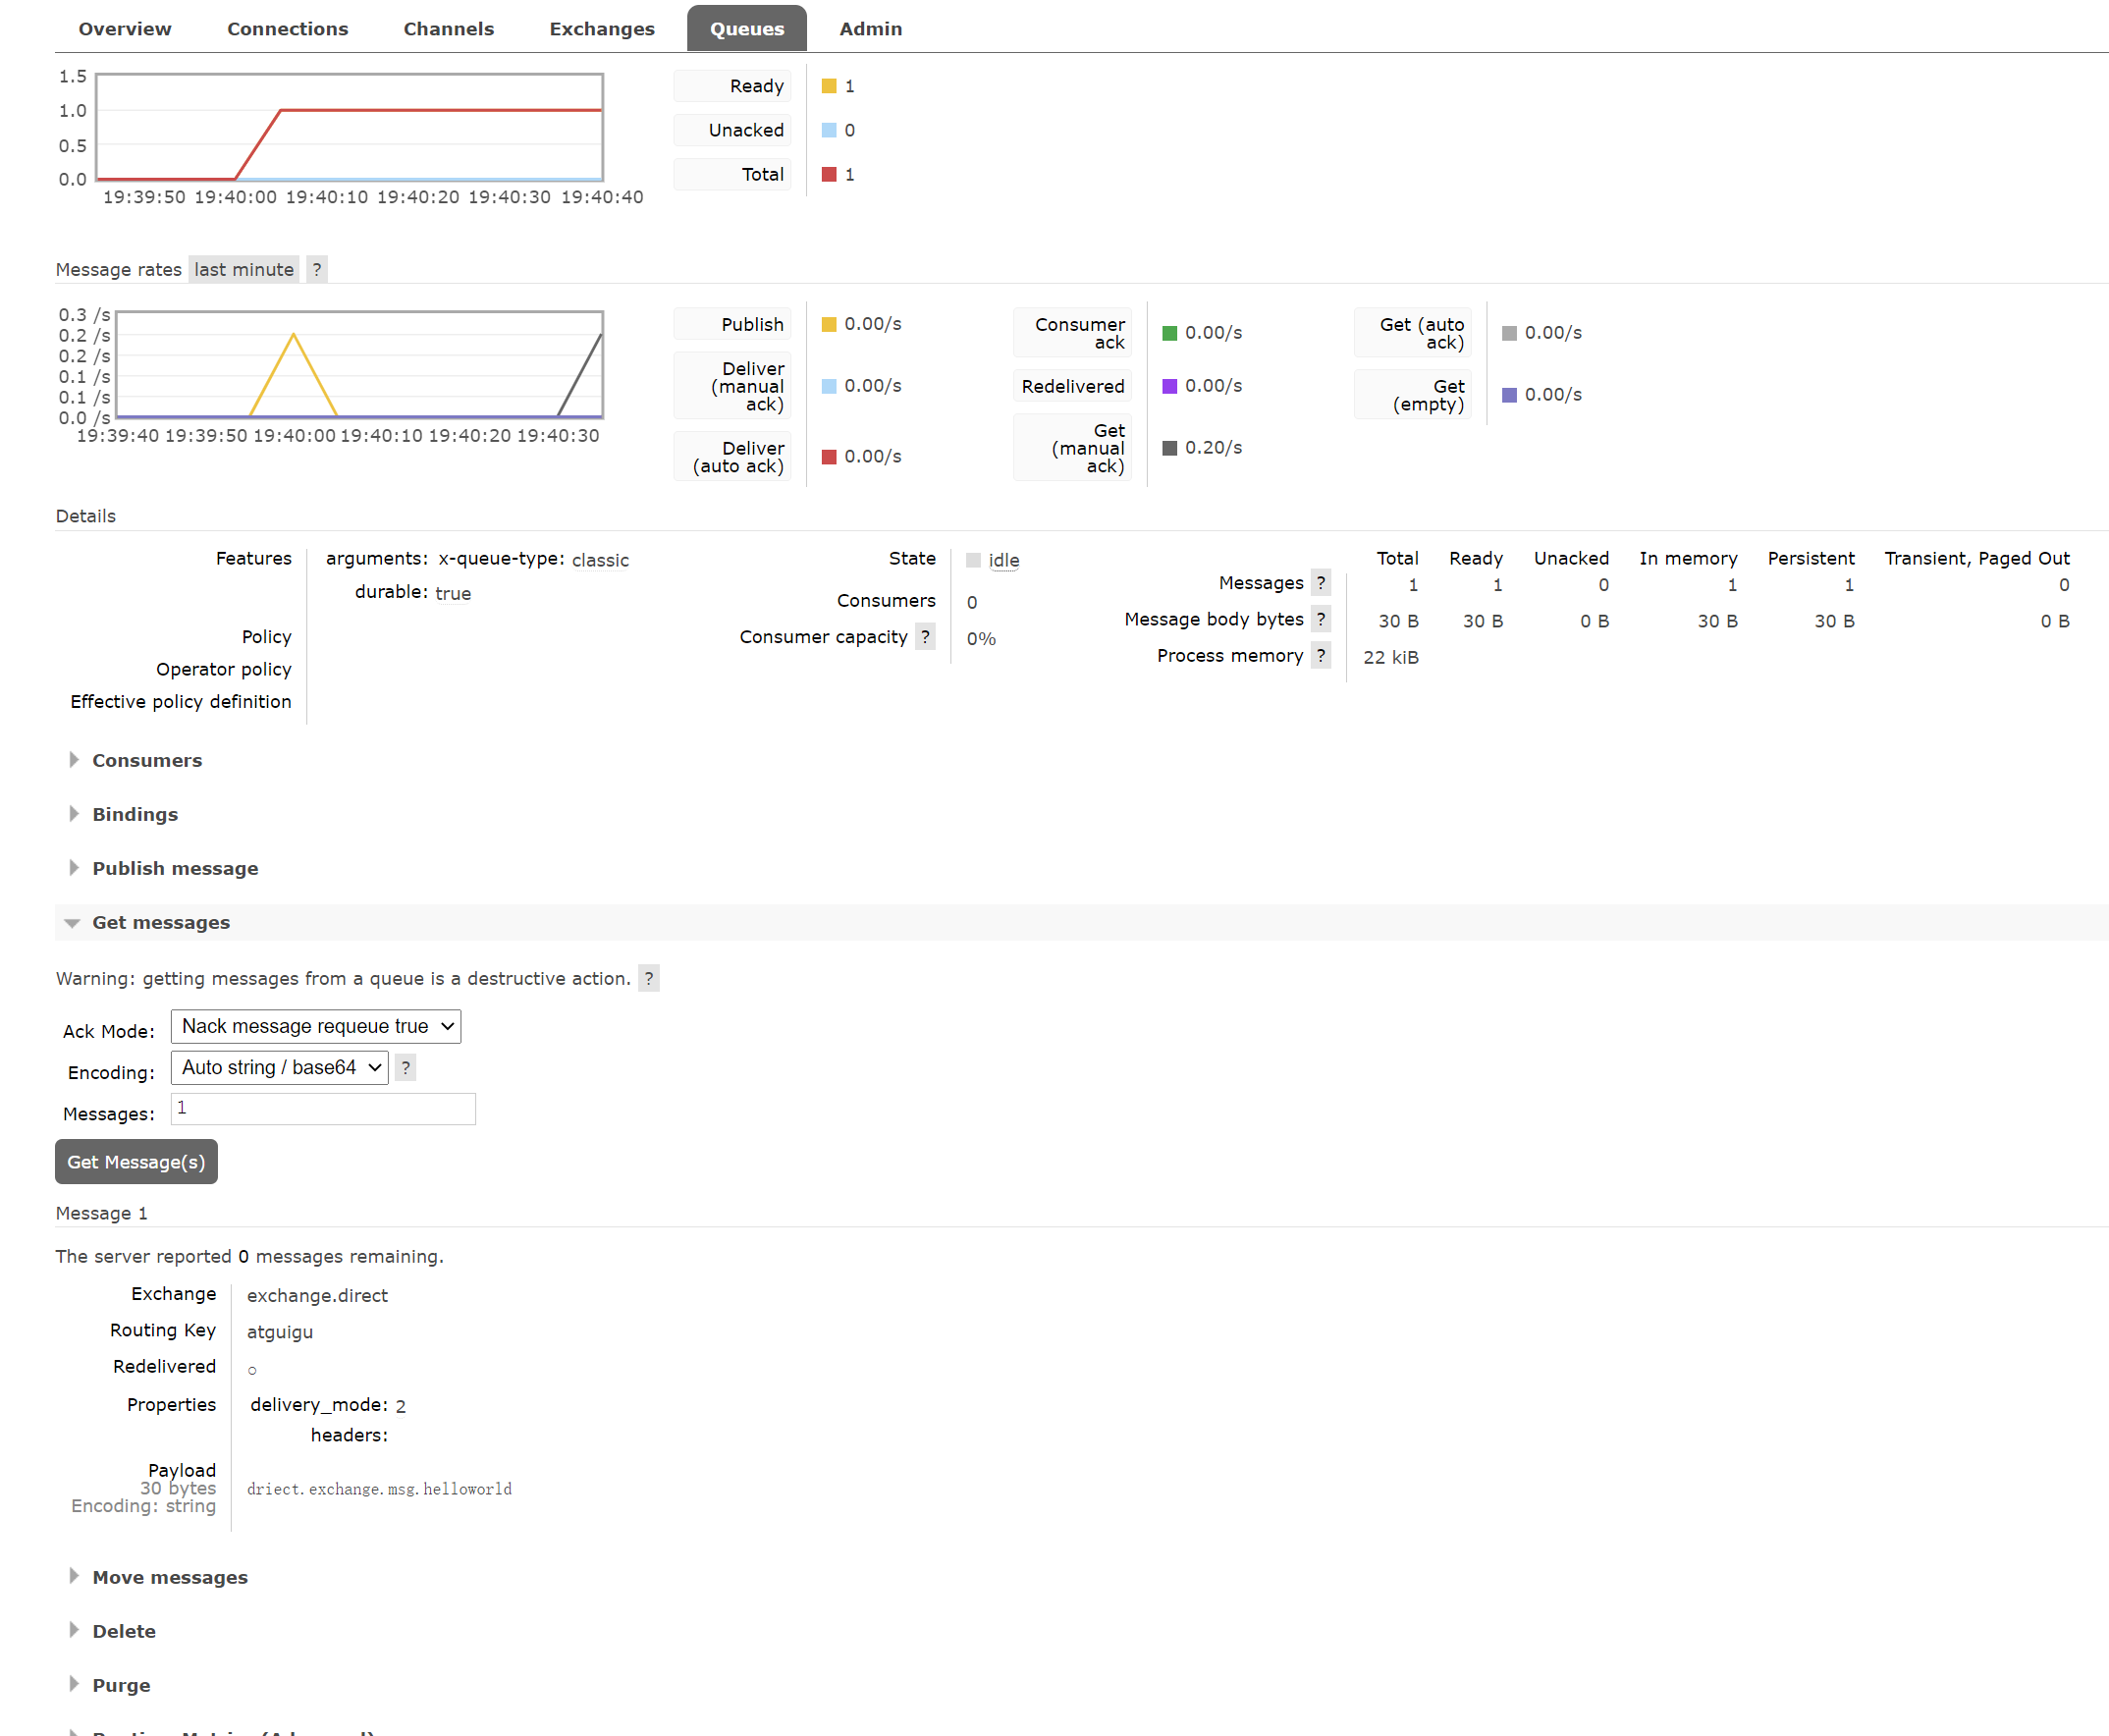 Overview Connections Channels Exchanges Queues Admin
1.5
1.0
0.5
0.0
19:39:50 19:40:00 19:40:10 19:40:20 19:40:30 19:40:40
Ready 1
Unacked 0
Total 1
Message rates last minute ?
0.3 /s
0.2 /s
0.2 /s
0.1 /s
0.1 /s
0.0 /s
19:39:40 19:39:50 19:40:00 19:40:10 19:40:20 19:40:30
Publish 0.00/s
Deliver
(manual
ack) 0.00/s
Deliver
(auto ack) 0.00/s
Consumer
ack 0.00/s
Redelivered 0.00/s
Get
(manual
ack) 0.20/s
Get (auto
ack) 0.00/s
Get
(empty) 0.00/s
Details
Features arguments: x-queue-type: classic
durable: true
Policy
Operator policy
Effective policy definition
State idle
Consumers 0
Consumer capacity ? 0%
Total Ready Unacked In memory Persistent Transient, Paged Out
Messages ? 1 1 0 1 1 0
Message body bytes ? 30 B 30 B 0 B 30 B 30 B 0 B
Process memory ? 22 kiB
Consumers
Bindings
Publish message
Get messages
Warning: getting messages from a queue is a destructive action. ?
Ack Mode: Nack message requeue true
Encoding: Auto string / base64 ?
Messages: 1
Get Message(s)
Message 1
The server reported 0 messages remaining.
Exchange exchange.direct
Routing Key atguigu
Redelivered ○
Properties delivery_mode: 2
headers:
Payload
30 bytes driect.exchange.msg.helloworld
Encoding: string
Move messages
Delete
Purge